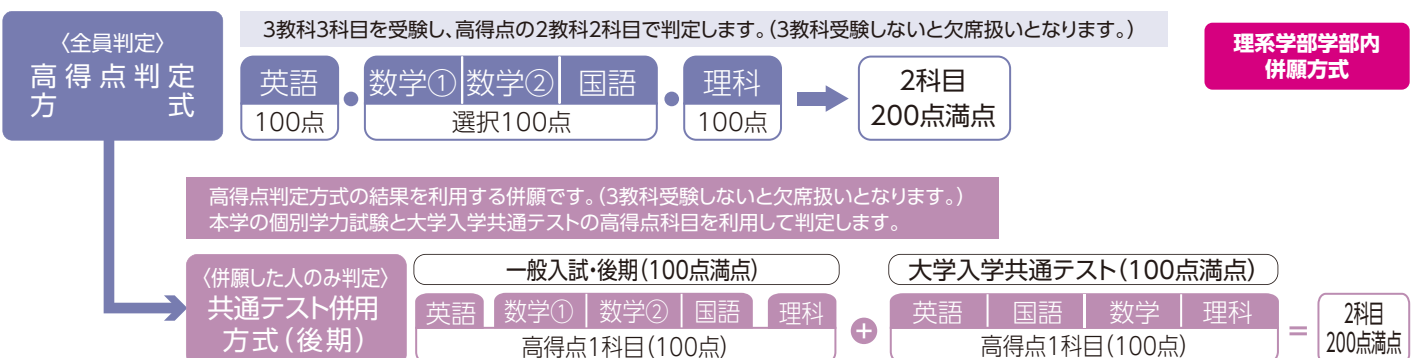 〈全員判定〉
高得点判定
方式
3教科3科目を受験し、高得点の2教科2科目で判定します。(3教科受験しないと欠席扱いとなります。)
英語
100点
数学① 数学② 国語
選択100点
理科
100点
2科目
200点満点
理系学部学部内
併願方式
高得点判定方式の結果を利用する併願です。(3教科受験しないと欠席扱いとなります。)
本学の個別学力試験と大学入学共通テストの高得点科目を利用して判定します。
〈併願した人のみ判定〉
共通テスト併用
方式(後期)
一般入試・後期(100点満点)
英語 数学① 数学② 国語 理科
高得点1科目(100点)
+
大学入学共通テスト(100点満点)
英語 国語 数学 理科
高得点1科目(100点)
=
2科目
200点満点